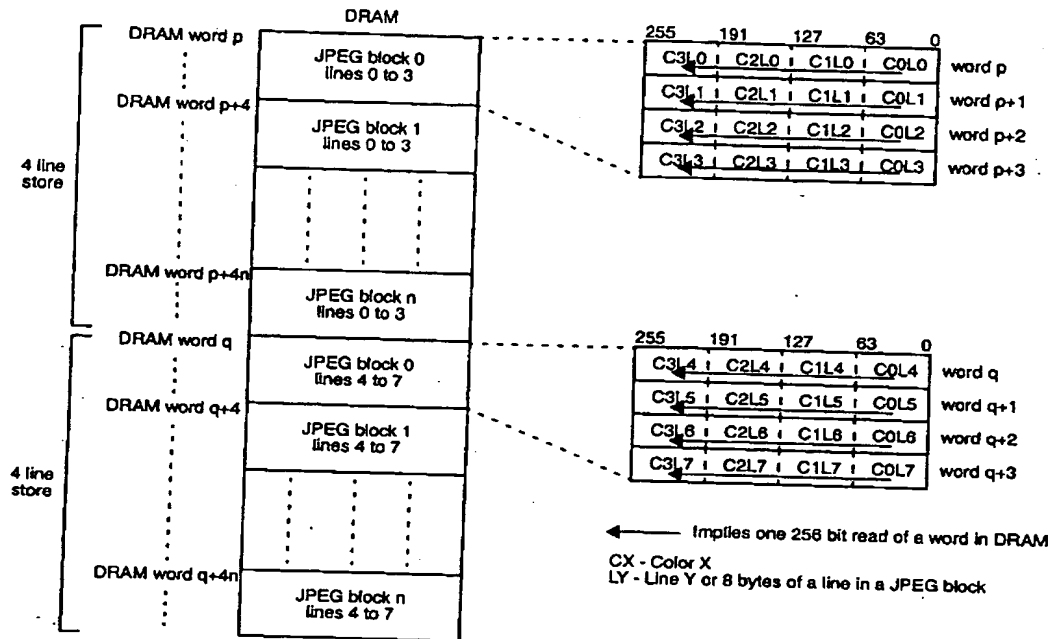 DRAM
DRAM word p
JPEG block 0
lines 0 to 3
DRAM word p+4
JPEG block 1
lines 0 to 3
4 line
store
DRAM word p+4n
JPEG block n
lines 0 to 3
DRAM word q
JPEG block 0
lines 4 to 7
DRAM word q+4
JPEG block 1
lines 4 to 7
4 line
store
DRAM word q+4n
JPEG block n
lines 4 to 7
255 191 127 63 0
C3L0 C2L0 C1L0 C0L0 word p
C3L1 C2L1 C1L1 C0L1 word p+1
C3L2 C2L2 C1L2 C0L2 word p+2
C3L3 C2L3 C1L3 C0L3 word p+3
255 191 127 63 0
C3L4 C2L4 C1L4 C0L4 word q
C3L5 C2L5 C1L5 C0L5 word q+1
C3L6 C2L6 C1L6 C0L6 word q+2
C3L7 C2L7 C1L7 C0L7 word q+3
Implies one 256 bit read of a word in DRAM
CX - Color X
LY - Line Y or 8 bytes of a line in a JPEG block